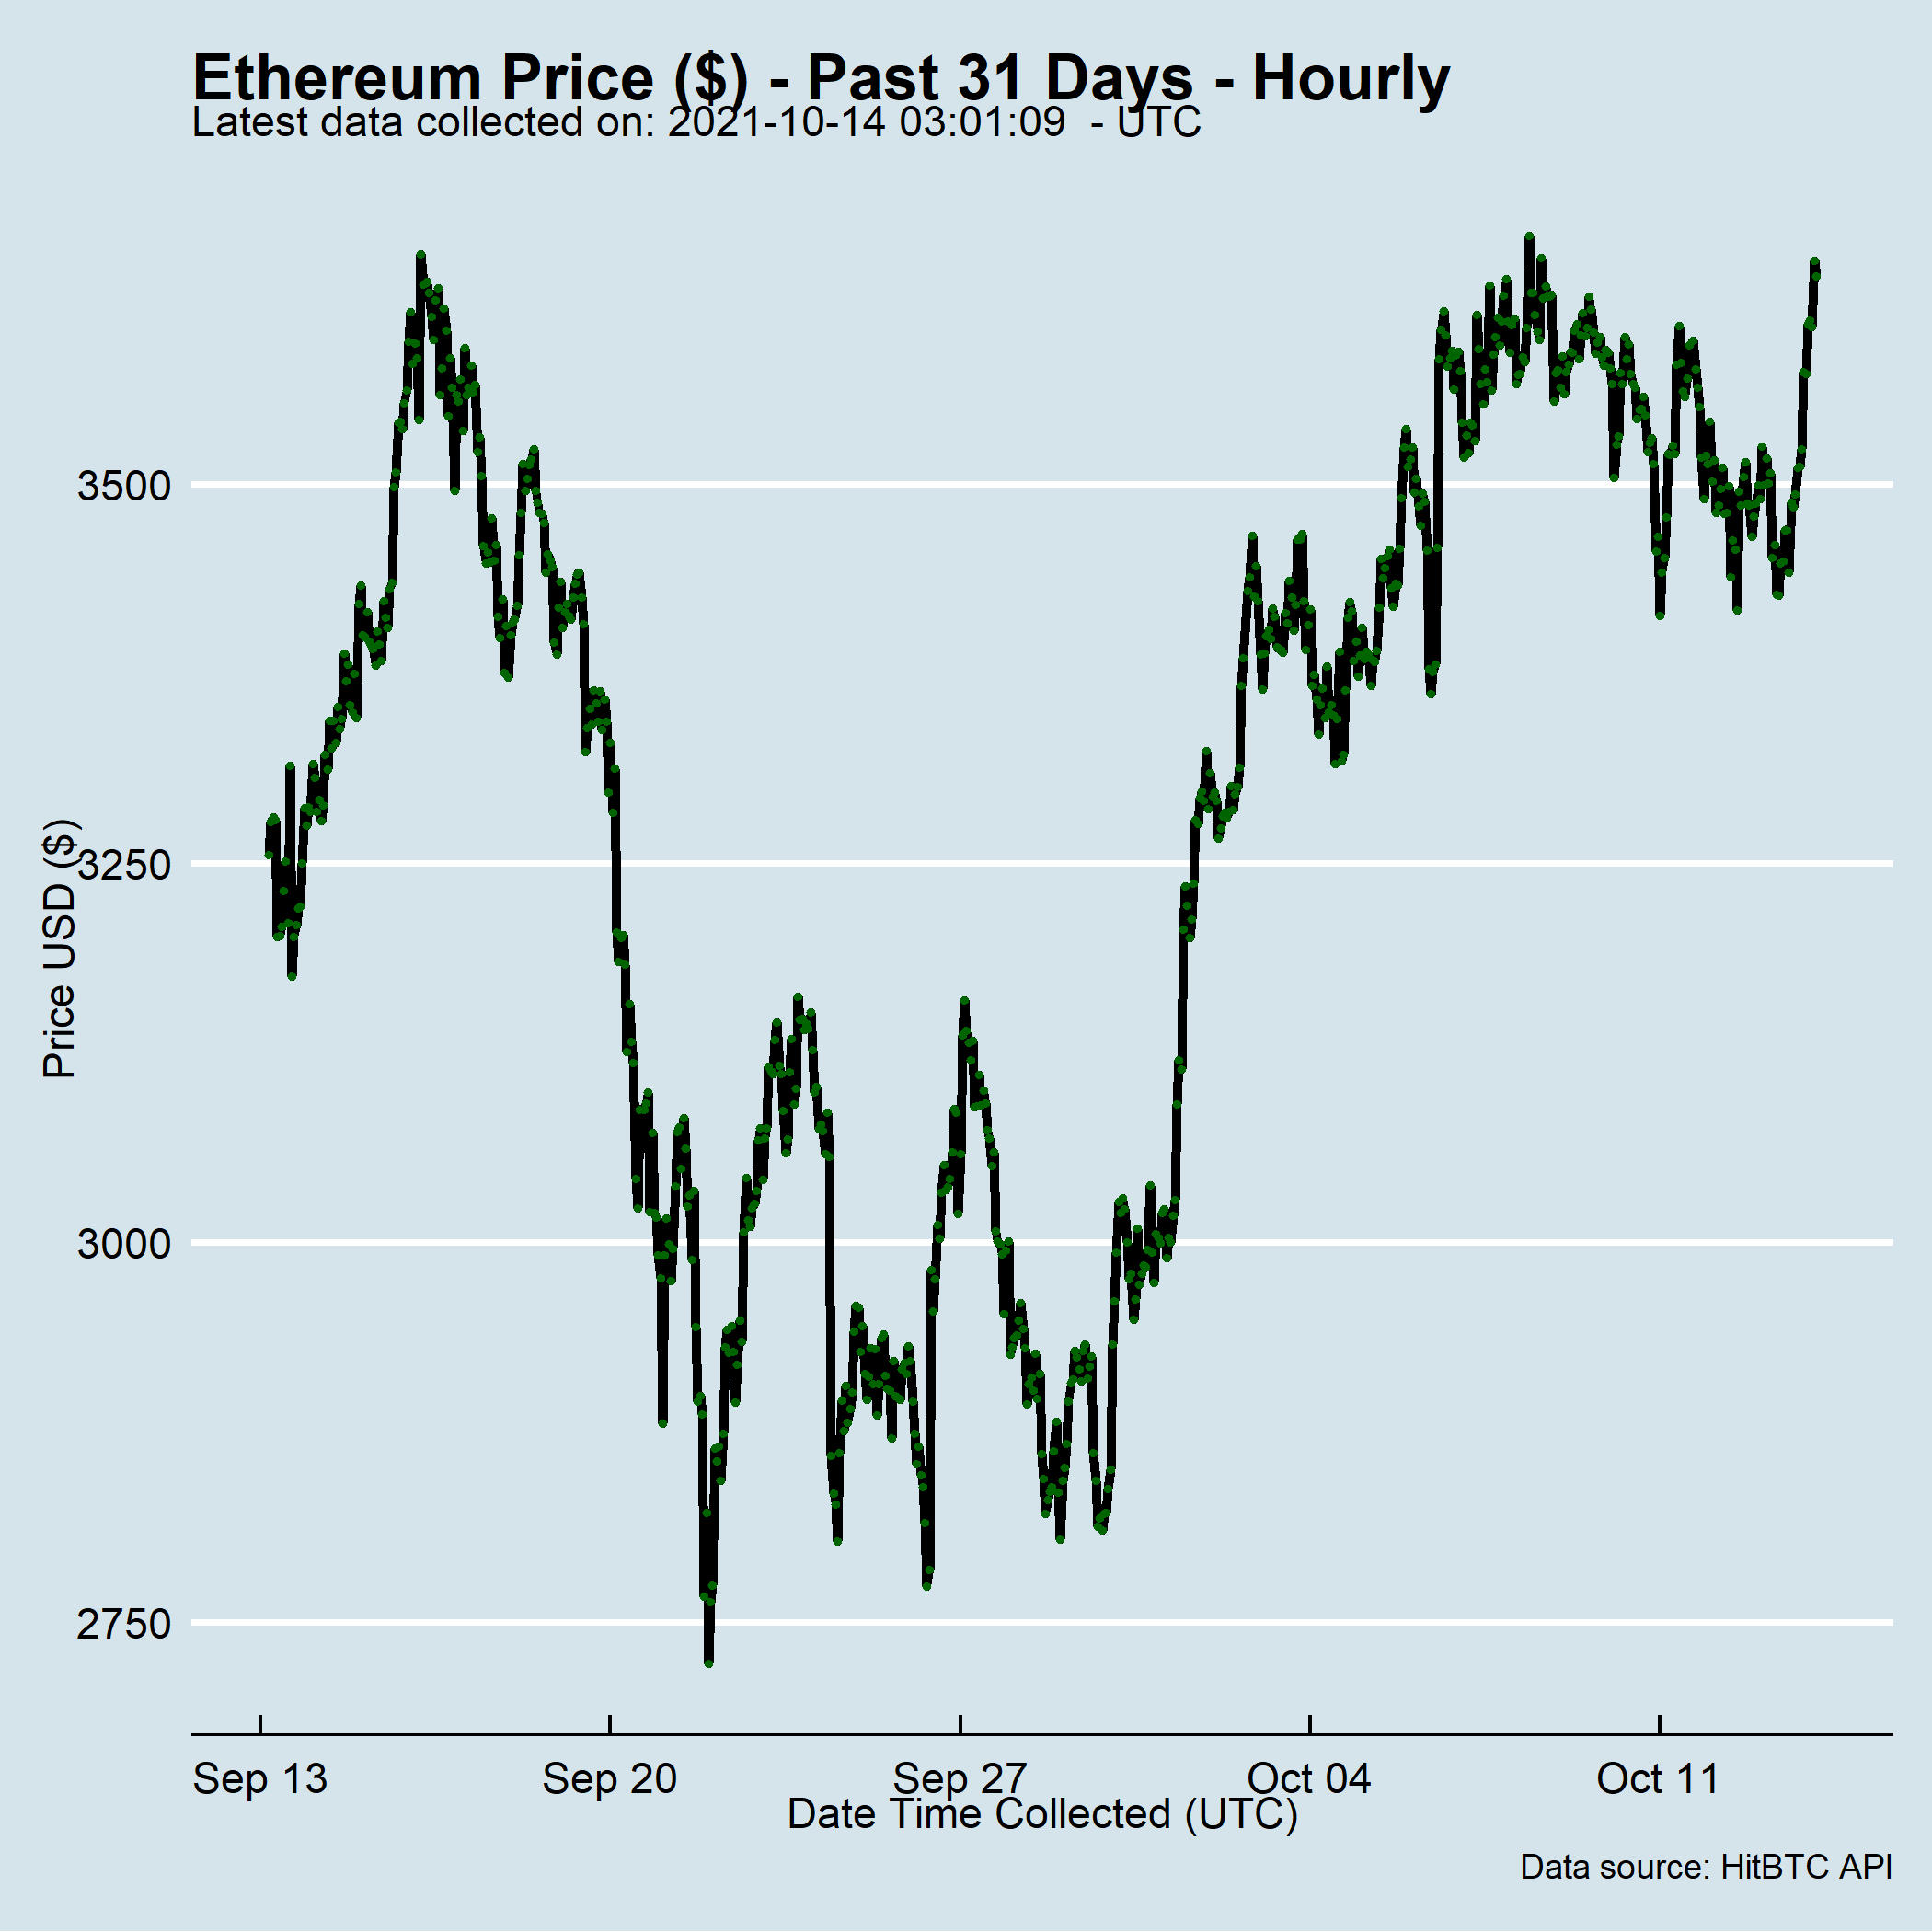 Ethereum Price ($) - Past 31 Days - Hourly
Latest data collected on: 2021-10-14 03:01:09  - UTC
Price USD ($)
3500
3250
3000
2750
Sep 13 Sep 20 Sep 27 Oct 04 Oct 11
Date Time Collected (UTC)
Data source: HitBTC API